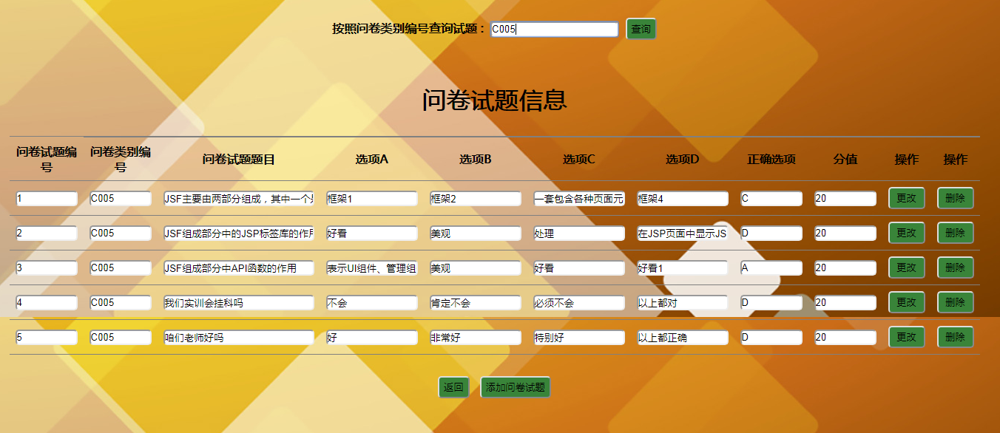 按照问卷类别编号查询试题： C005 查询
问卷试题信息
问卷试题编号 问卷类别编号 问卷试题题目 选项A 选项B 选项C 选项D 正确选项 分值 操作 操作
1 C005 JSF主要由两部分组成，其中一个是 框架1 框架2 一套包含各种页面元 框架4 C 20 更改 删除
2 C005 JSF组成部分中的JSP标签库的作用 好看 美观 处理 在JSP页面中显示JS D 20 更改 删除
3 C005 JSF组成部分中API函数的作用 表示UI组件、管理组 美观 好看 好看1 A 20 更改 删除
4 C005 我们实训会挂科吗 不会 肯定不会 必须不会 以上都对 D 20 更改 删除
5 C005 咱们老师好吗 好 非常好 特别好 以上都正确 D 20 更改 删除
返回 添加问卷试题